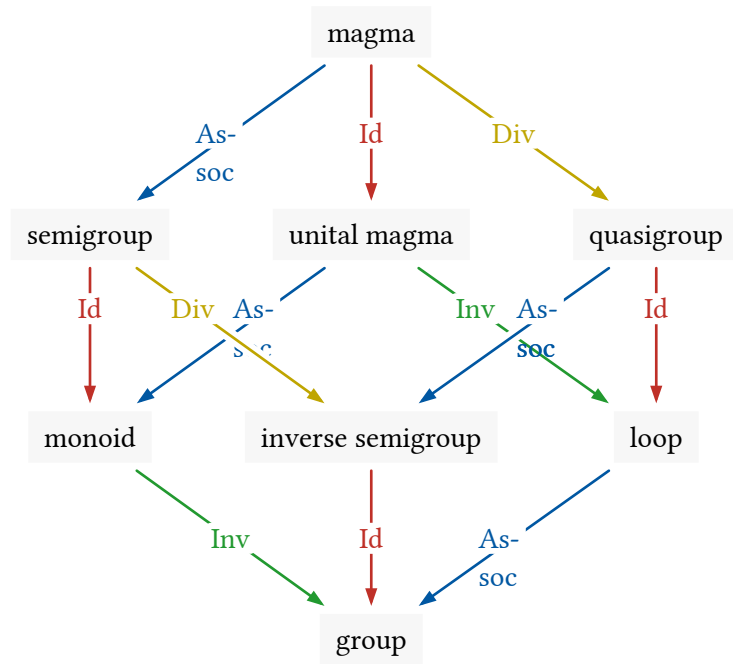 magma
As-
soc
Id
Div
semigroup
unital magma
quasigroup
Id
Div
As-
soc
Inv
As-
soc
Id
monoid
inverse semigroup
loop
Inv
Id
As-
soc
group